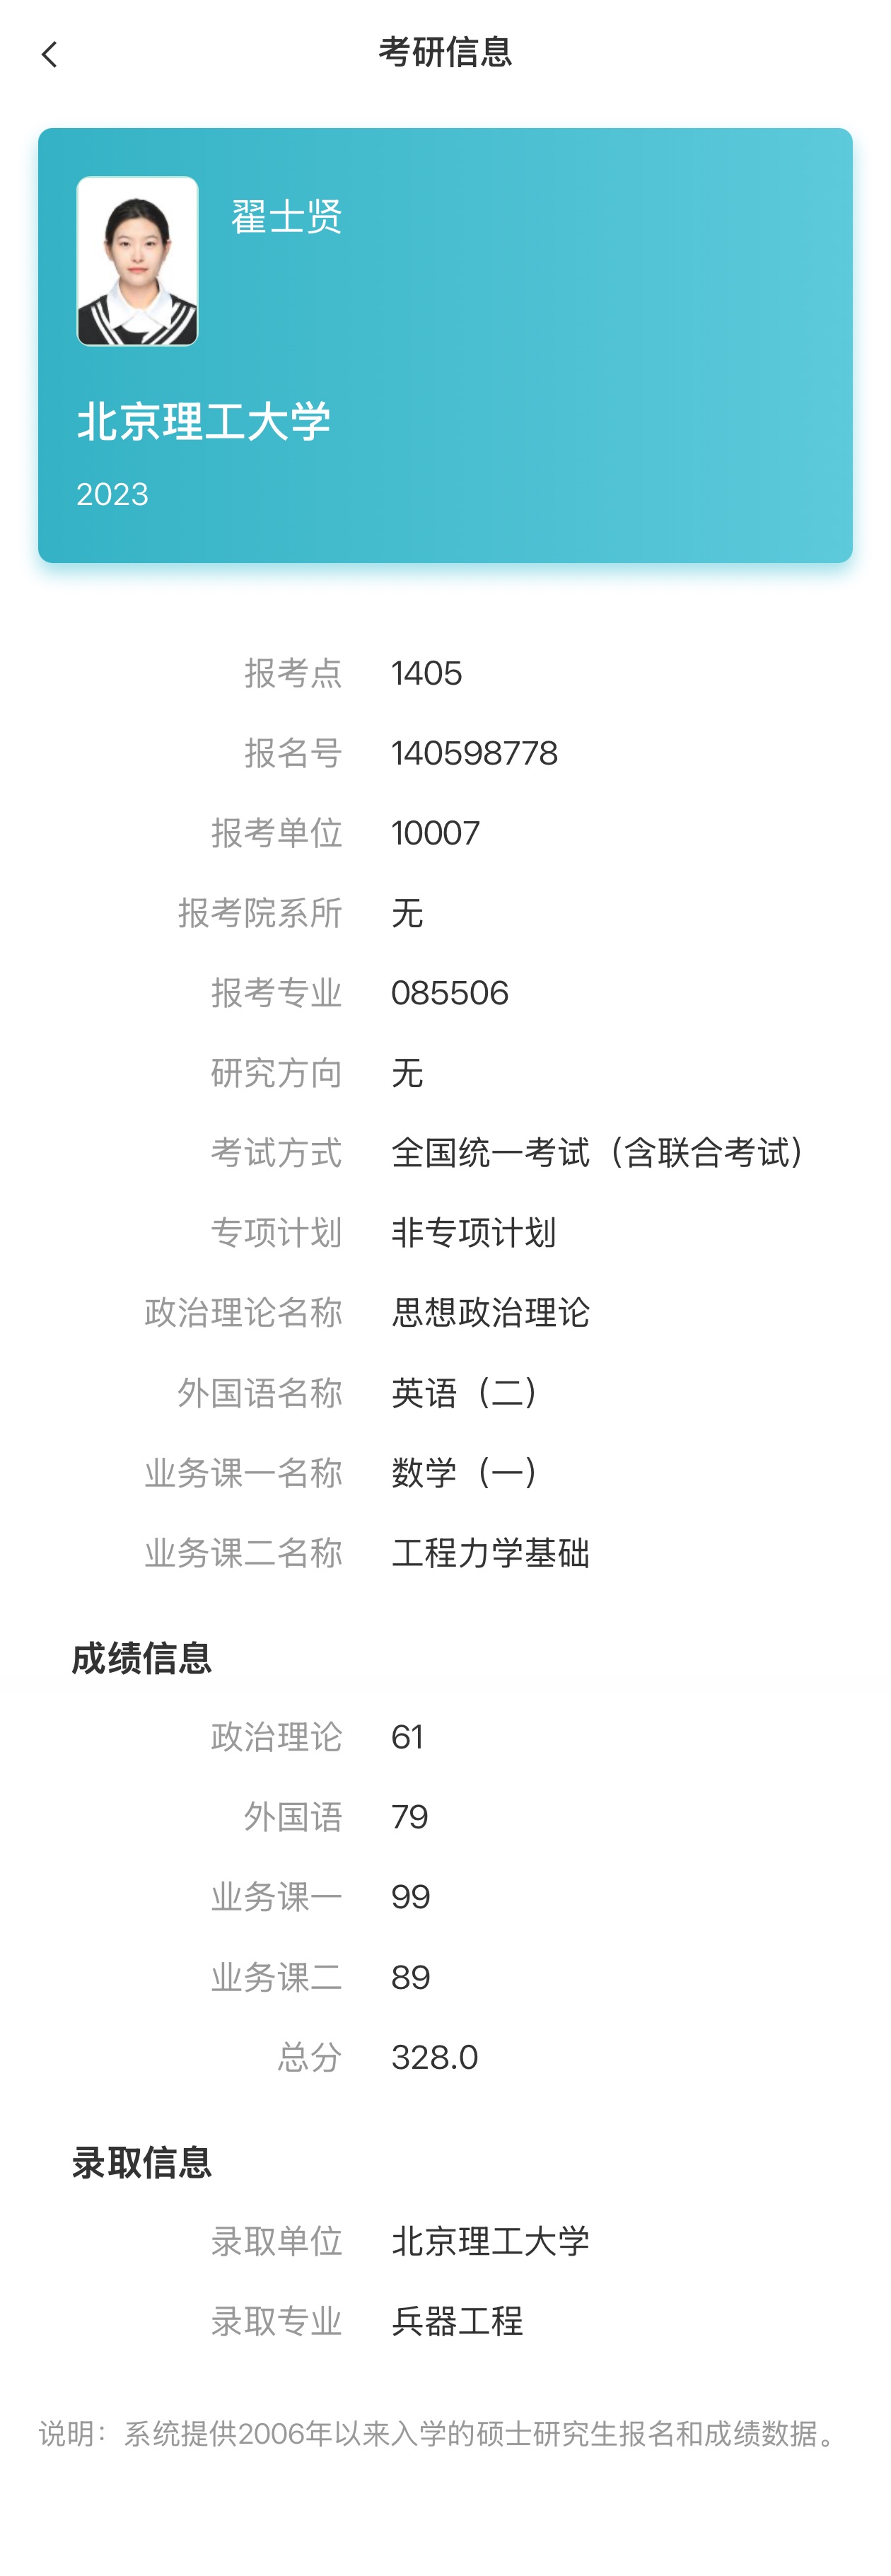 考研信息
翟士贤
北京理工大学
2023
报考点 1405
报名号 140598778
报考单位 10007
报考院系所 无
报考专业 085506
研究方向 无
考试方式 全国统一考试（含联合考试）
专项计划 非专项计划
政治理论名称 思想政治理论
外国语名称 英语（二）
业务课一名称 数学（一）
业务课二名称 工程力学基础
成绩信息
政治理论 61
外国语 79
业务课一 99
业务课二 89
总分 328.0
录取信息
录取单位 北京理工大学
录取专业 兵器工程
说明：系统提供2006年以来入学的硕士研究生报名和成绩数据。